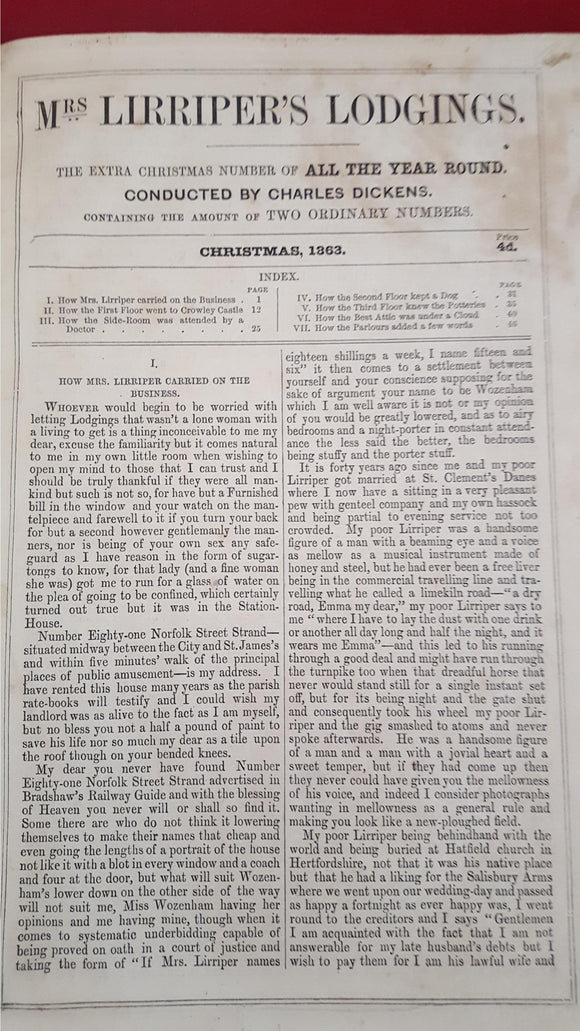 MRS LIRRIPER'S LODGINGS.
THE EXTRA CHRISTMAS NUMBER OF ALL THE YEAR ROUND.
CONDUCTED BY CHARLES DICKENS.
CONTAINING THE AMOUNT OF TWO ORDINARY NUMBERS.
CHRISTMAS, 1863.
Price
4d.
INDEX.
PAGE
I. How Mrs. Lirriper carried on the Business . 1
II. How the First Floor went to Crowley Castle 12
III. How the Side-Room was attended by a
Doctor . . . . . . . . 25
PAGE
IV. How the Second Floor kept a Dog . 31
V. How the Third Floor knew the Potteries . 35
VI. How the Best Attic was under a Cloud . 40
VII. How the Parlours added a few words . 46
I.
HOW MRS. LIRRIPER CARRIED ON THE
BUSINESS.
WHOEVER would begin to be worried with
letting Lodgings that wasn't a lone woman with
a living to get is a thing inconceivable to me my
dear, excuse the familiarity but it comes natural
to me in my own little room when wishing to
open my mind to those that I can trust and I
should be truly thankful if they were all man-
kind but such is not so, for have but a Furnished
bill in the window and your watch on the man-
telpiece and farewell to it if you turn your back
for but a second however gentlemanly the man-
ners, nor is being of your own sex any safe-
guard as I have reason in the form of sugar-
tongs to know, for that lady (and a fine woman
she was) got me to run for a glass of water on
the plea of going to be confined, which certainly
turned out true but it was in the Station-
House.
Number Eighty-one Norfolk Street Strand—
situated midway between the City and St. James's
and within five minutes' walk of the principal
places of public amusement—is my address. I
have rented this house many years as the parish
rate-books will testify and I could wish my
landlord was as alive to the fact as I am myself,
but no bless you not a half a pound of paint to
save his life nor so much my dear as a tile upon
the roof though on your bended knees.
My dear you never have found Number
Eighty-one Norfolk Street Strand advertised in
Bradshaw's Railway Guide and with the blessing
of Heaven you never will or shall so find it.
Some there are who do not think it lowering
themselves to make their names that cheap and
even going the lengths of a portrait of the house
not like it with a blot in every window and a coach
and four at the door, but what will suit Wozen-
ham's lower down on the other side of the way
will not suit me, Miss Wozenham having her
opinions and me having mine, though when it
comes to systematic underbidding capable of
being proved on oath in a court of justice and
taking the form of "If Mrs. Lirriper names
eighteen shillings a week, I name fifteen and
six" it then comes to a settlement between
yourself and your conscience supposing for the
sake of argument your name to be Wozenham
which I am well aware it is not or my opinion
of you would be greatly lowered, and as to airy
bedrooms and a night-porter in constant attend-
ance the less said the better, the bedrooms
being stuffy and the porter stuff.
It is forty years ago since me and my poor
Lirriper got married at St. Clement's Danes
where I now have a sitting in a very pleasant
pew with genteel company and my own hassock
and being partial to evening service not too
crowded. My poor Lirriper was a handsome
figure of a man with a beaming eye and a voice
as mellow as a musical instrument made of
honey and steel, but he had ever been a free liver
being in the commercial travelling line and tra-
velling what he called a limekiln road—"a dry
road, Emma my dear," my poor Lirriper says to
me "where I have to lay the dust with one drink
or another all day long and half the night, and it
wears me Emma"—and this led to his running
through a good deal and might have run through
the turnpike too when that dreadful horse that
never would stand still for a single instant set
off, but for its being night and the gate shut
and consequently took his wheel my poor Lir-
riper and the gig smashed to atoms and never
spoke afterwards. He was a handsome figure
of a man and a man with a jovial heart and a
sweet temper, but if they had come up then
they never could have given you the mellowness
of his voice, and indeed I consider photographs
wanting in mellowness as a general rule and
making you look like a new-ploughed field.
My poor Lirriper being behindhand with the
world and being buried at Hatfield church in
Hertfordshire, not that it was his native place
but that he had a liking for the Salisbury Arms
where we went upon our wedding-day and passed
as happy a fortnight as ever happy was, I went
round to the creditors and I says "Gentlemen
I am acquainted with the fact that I am not
answerable for my late husband's debts but I
wish to pay them for I am his lawful wife and